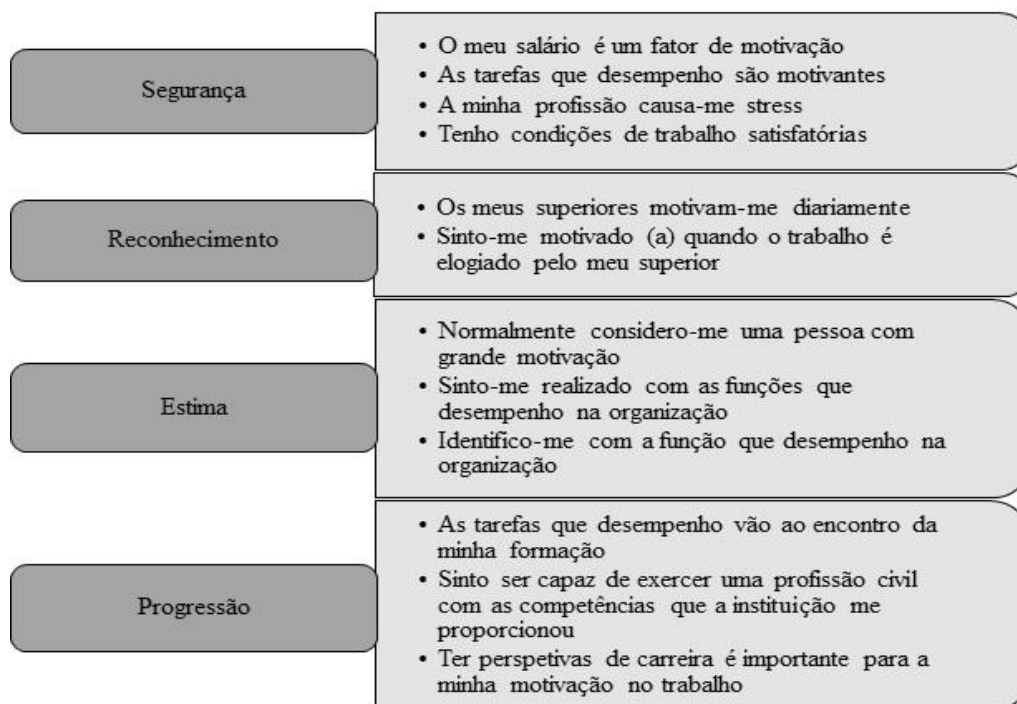 Segurança
• O meu salário é um fator de motivação
• As tarefas que desempenho são motivantes
• A minha profissão causa-me stress
• Tenho condições de trabalho satisfatórias
Reconhecimento
• Os meus superiores motivam-me diariamente
• Sinto-me motivado (a) quando o trabalho é
elogiado pelo meu superior
Estima
• Normalmente considero-me uma pessoa com
grande motivação
• Sinto-me realizado com as funções que
desempenho na organização
• Identifico-me com a função que desempenho na
organização
Progressão
• As tarefas que desempenho vão ao encontro da
minha formação
• Sinto ser capaz de exercer uma profissão civil
com as competências que a instituição me
proporcionou
• Ter perspetivas de carreira é importante para a
minha motivação no trabalho